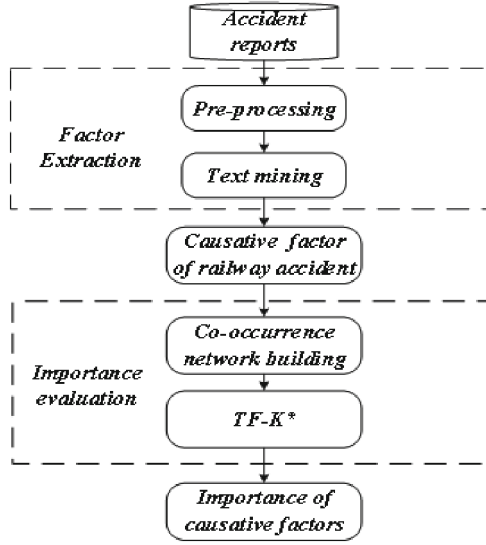 Accident
reports
Pre-processing
Factor
Extraction
Text mining
Causative factor
of railway accident
Co-occurrence
network building
Importance
evaluation
TF-K*
Importance of
causative factors